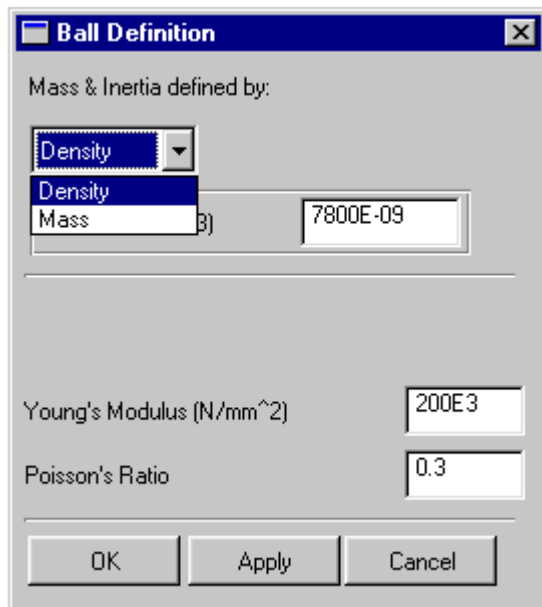 Ball Definition
Mass & Inertia defined by:
Density
Density
Mass
3)
7800E-09
Young's Modulus (N/mm^2)
200E3
Poisson's Ratio
0.3
OK
Apply
Cancel